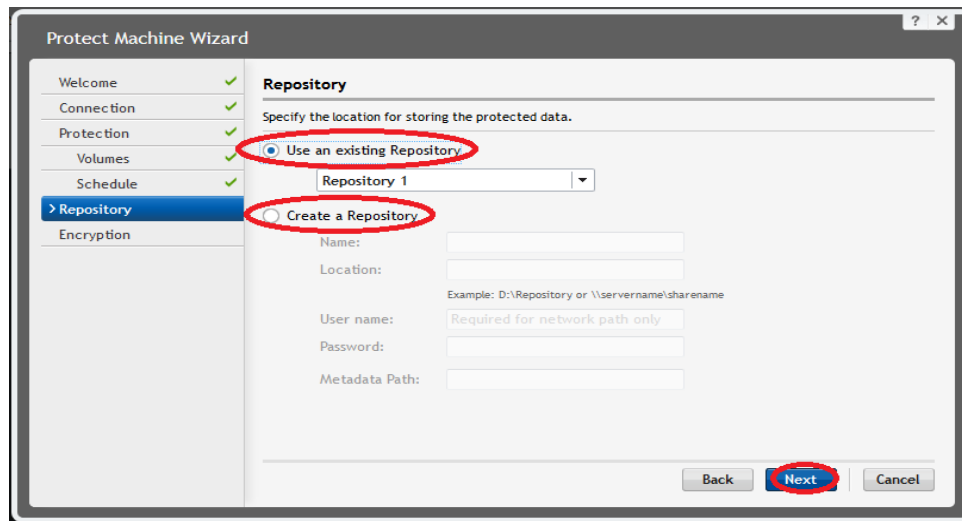 Protect Machine Wizard
? X
Welcome
Connection
Protection
Volumes
Schedule
> Repository
Encryption
Repository
Specify the location for storing the protected data.
Use an existing Repository
Repository 1
Create a Repository
Name:
Location:
Example: D:\Repository or \\servername\sharename
User name: Required for network path only
Password:
Metadata Path:
Back Next Cancel